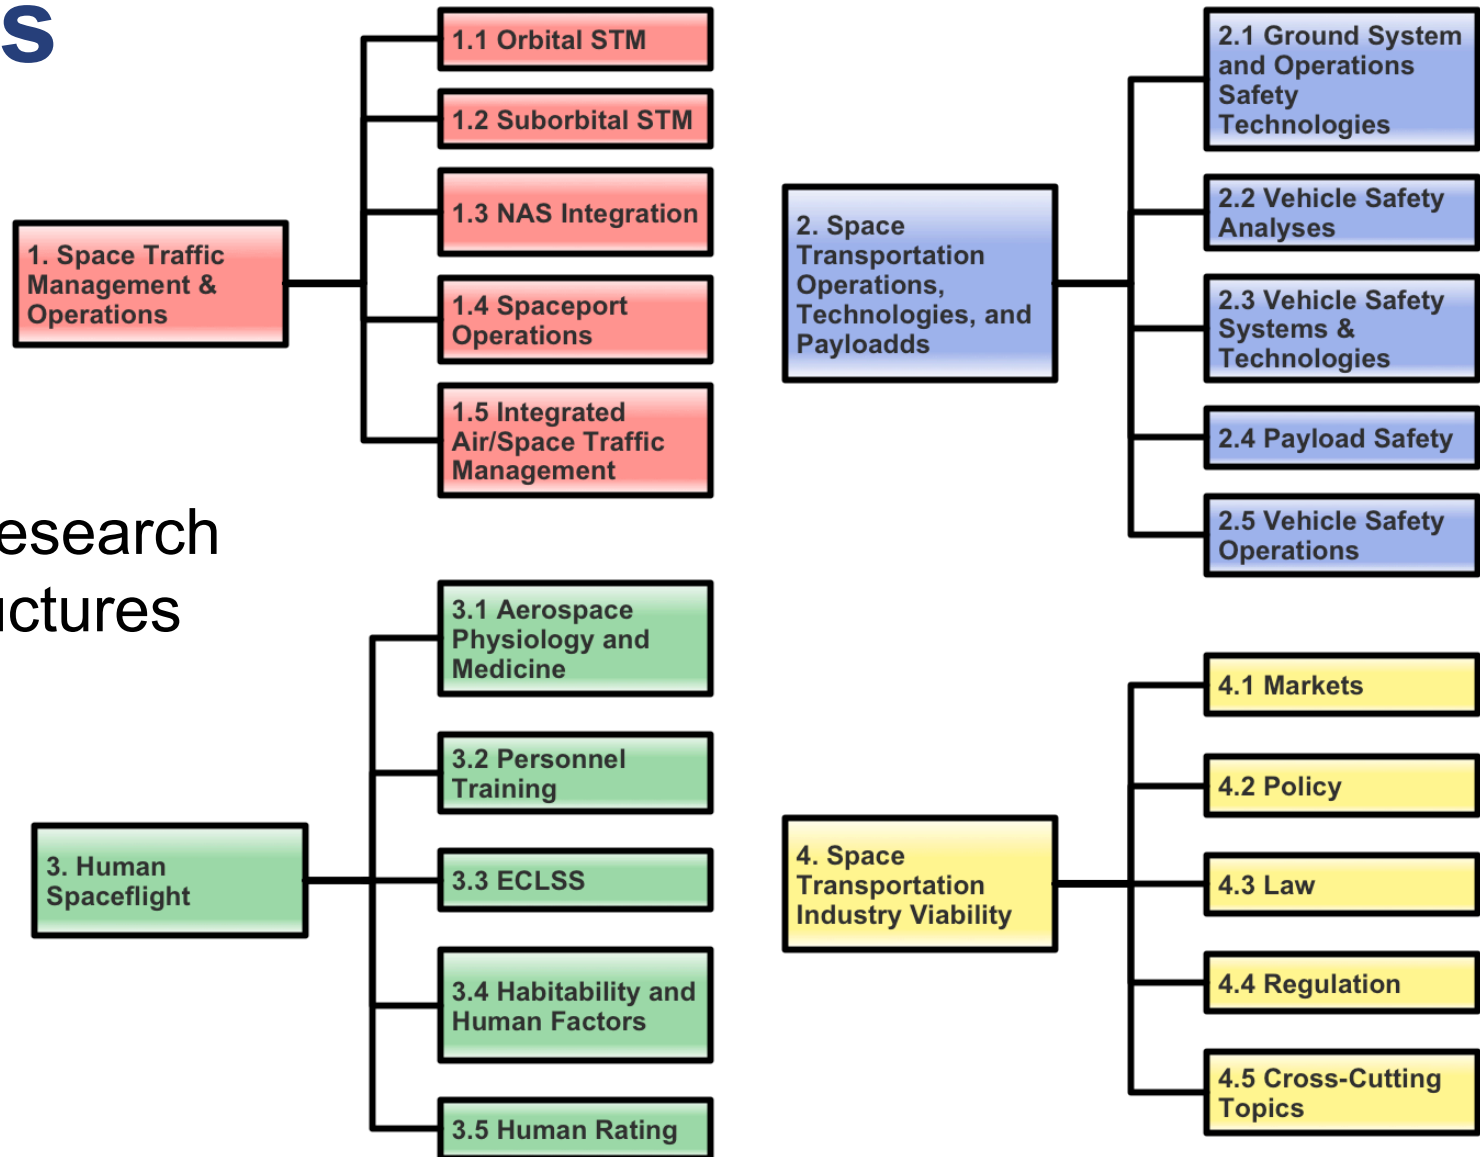 s
1. Space Traffic
Management &
Operations
1.1 Orbital STM
1.2 Suborbital STM
1.3 NAS Integration
1.4 Spaceport
Operations
1.5 Integrated
Air/Space Traffic
Management
2. Space
Transportation
Operations,
Technologies, and
Payloadds
2.1 Ground System
and Operations
Safety
Technologies
2.2 Vehicle Safety
Analyses
2.3 Vehicle Safety
Systems &
Technologies
2.4 Payload Safety
2.5 Vehicle Safety
Operations
esearch
uctures
3. Human
Spaceflight
3.1 Aerospace
Physiology and
Medicine
3.2 Personnel
Training
3.3 ECLSS
3.4 Habitability and
Human Factors
3.5 Human Rating
4. Space
Transportation
Industry Viability
4.1 Markets
4.2 Policy
4.3 Law
4.4 Regulation
4.5 Cross-Cutting
Topics